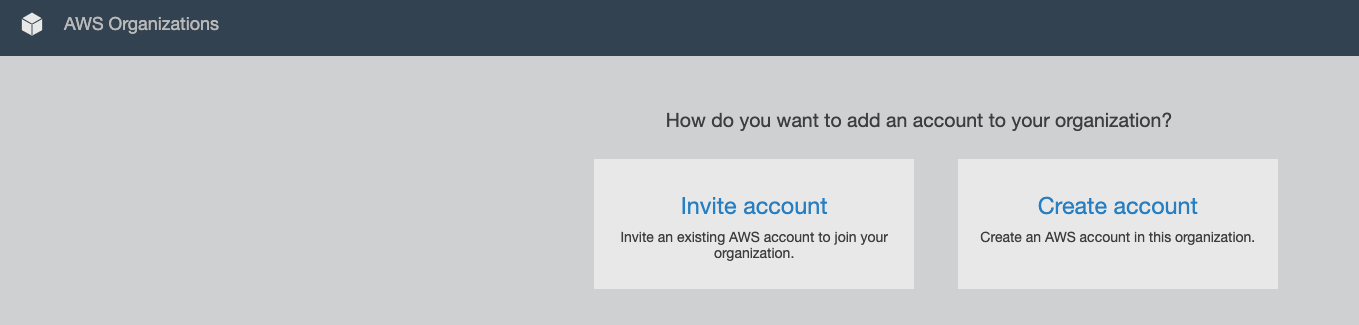 AWS Organizations
How do you want to add an account to your organization?
Invite account
Invite an existing AWS account to join your
organization.
Create account
Create an AWS account in this organization.